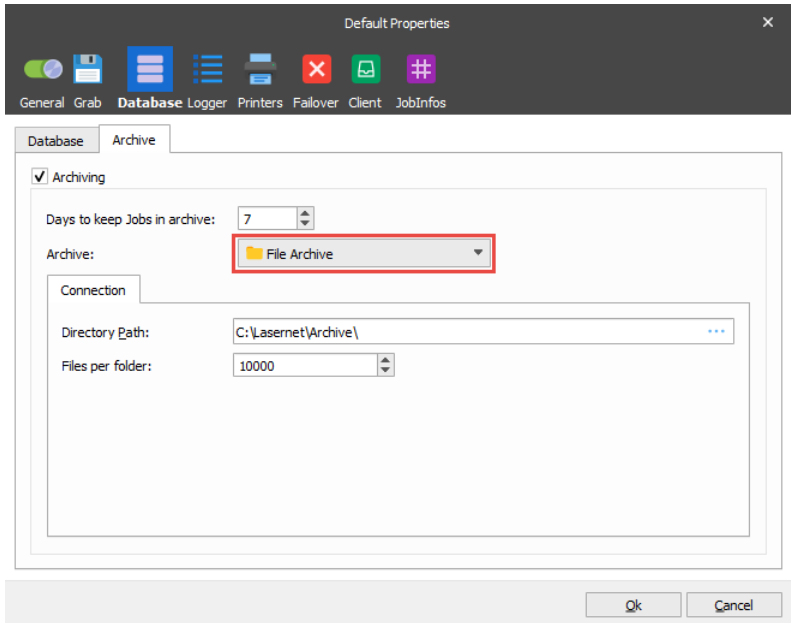 Default Properties
General Grab Database Logger Printers Failover Client JobInfos
Database Archive
Archiving
Days to keep Jobs in archive: 7
Archive: File Archive
Connection
Directory Path: C:\Lasernet\Archive\ ...
Files per folder: 10000
Ok Cancel